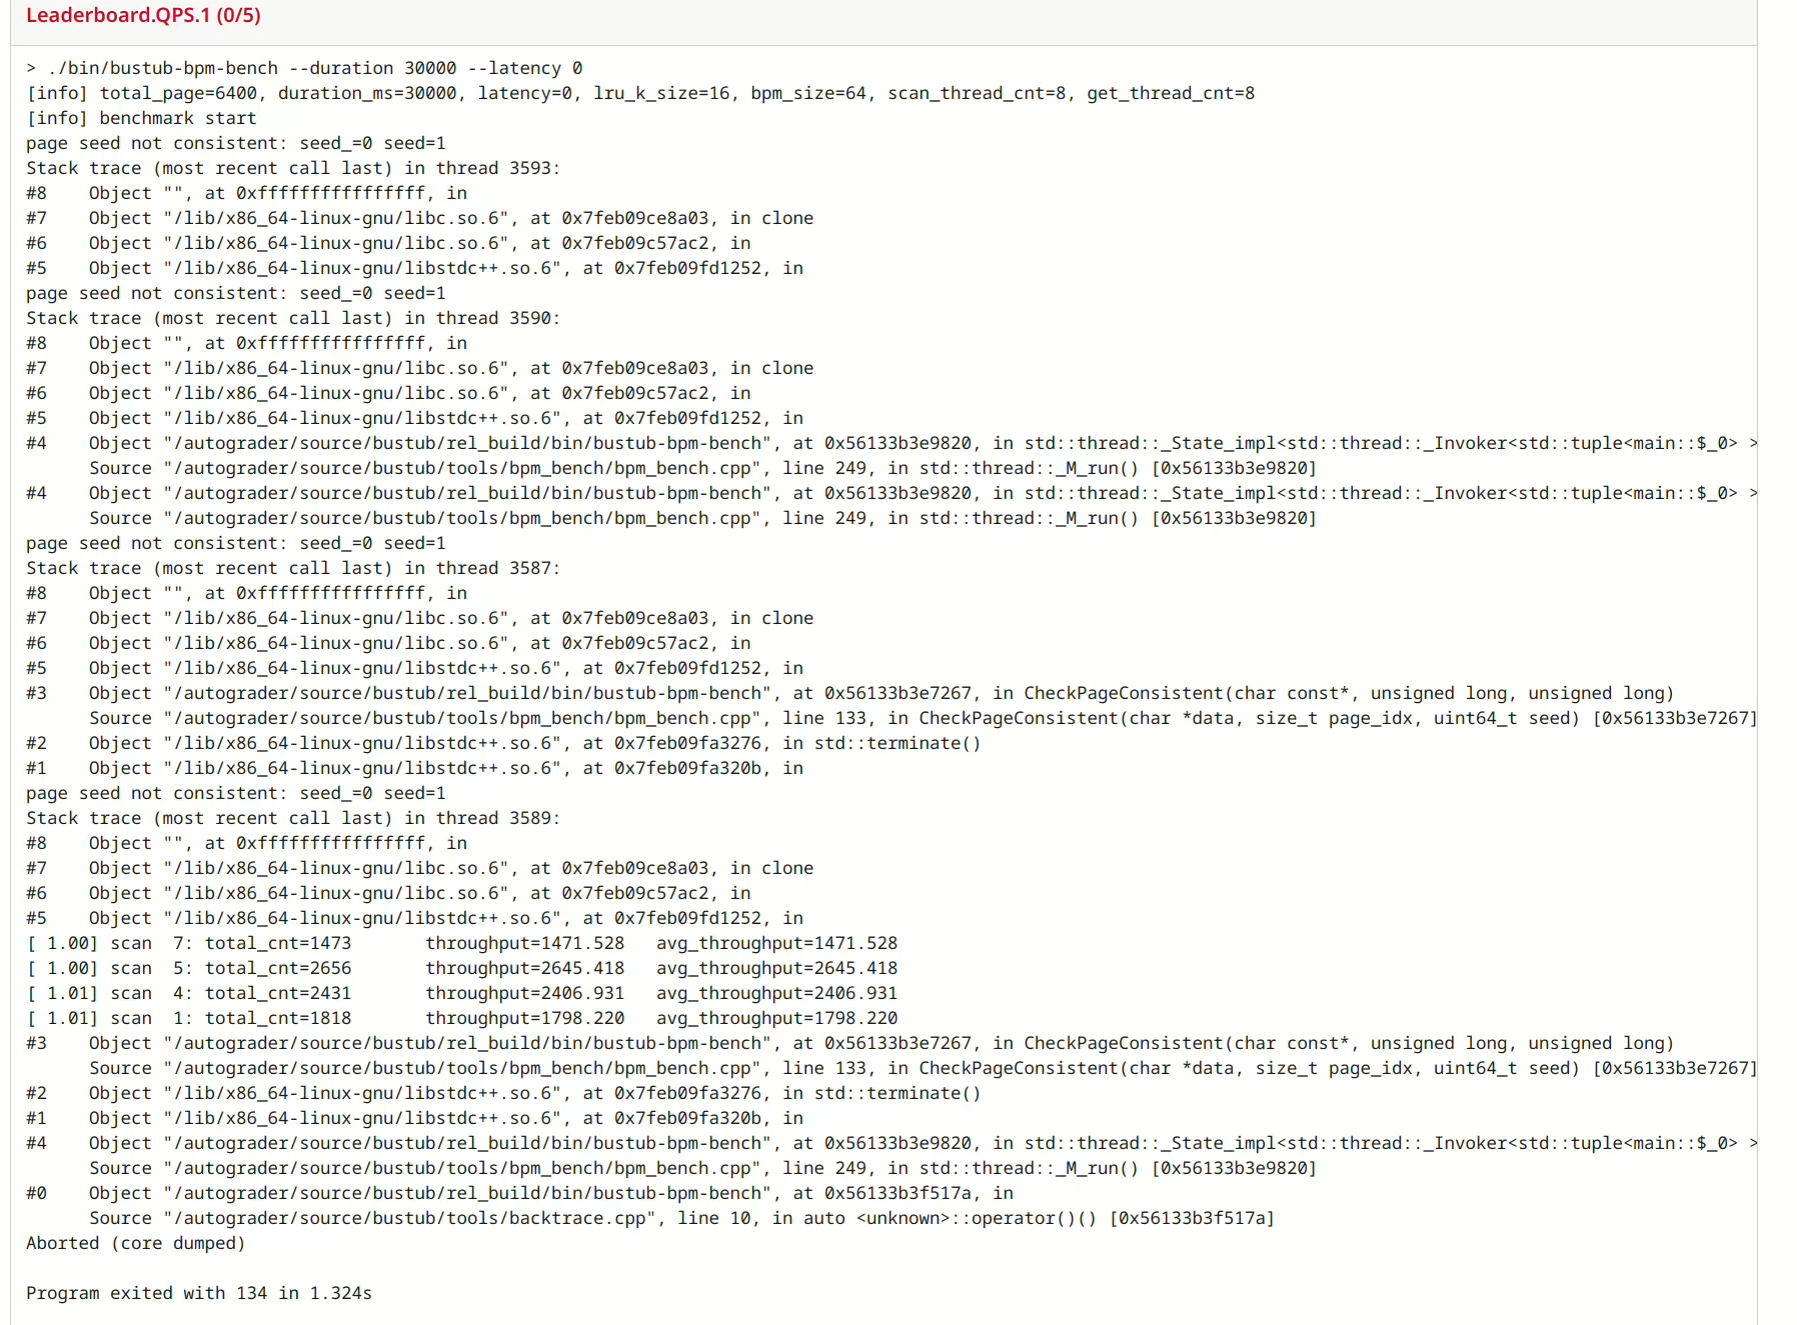 Leaderboard.QPS.1 (0/5)
> ./bin/bustub-bpm-bench --duration 30000 --latency 0
[info] total_page=6400, duration_ms=30000, latency=0, lru_k_size=16, bpm_size=64, scan_thread_cnt=8, get_thread_cnt=8
[info] benchmark start
page seed not consistent: seed_=0 seed=1
Stack trace (most recent call last) in thread 3593:
#8    Object "", at 0xffffffffffffffff, in
#7    Object "/lib/x86_64-linux-gnu/libc.so.6", at 0x7feb09ce8a03, in clone
#6    Object "/lib/x86_64-linux-gnu/libc.so.6", at 0x7feb09c57ac2, in
#5    Object "/lib/x86_64-linux-gnu/libstdc++.so.6", at 0x7feb09fd1252, in
page seed not consistent: seed_=0 seed=1
Stack trace (most recent call last) in thread 3590:
#8    Object "", at 0xffffffffffffffff, in
#7    Object "/lib/x86_64-linux-gnu/libc.so.6", at 0x7feb09ce8a03, in clone
#6    Object "/lib/x86_64-linux-gnu/libc.so.6", at 0x7feb09c57ac2, in
#5    Object "/lib/x86_64-linux-gnu/libstdc++.so.6", at 0x7feb09fd1252, in
#4    Object "/autograder/source/bustub/rel_build/bin/bustub-bpm-bench", at 0x56133b3e9820, in std::thread::_State_impl<std::thread::_Invoker<std::tuple<main::$_0> >
      Source "/autograder/source/bustub/tools/bpm_bench/bpm_bench.cpp", line 249, in std::thread::_M_run() [0x56133b3e9820]
#4    Object "/autograder/source/bustub/rel_build/bin/bustub-bpm-bench", at 0x56133b3e9820, in std::thread::_State_impl<std::thread::_Invoker<std::tuple<main::$_0> >
      Source "/autograder/source/bustub/tools/bpm_bench/bpm_bench.cpp", line 249, in std::thread::_M_run() [0x56133b3e9820]
page seed not consistent: seed_=0 seed=1
Stack trace (most recent call last) in thread 3587:
#8    Object "", at 0xffffffffffffffff, in
#7    Object "/lib/x86_64-linux-gnu/libc.so.6", at 0x7feb09ce8a03, in clone
#6    Object "/lib/x86_64-linux-gnu/libc.so.6", at 0x7feb09c57ac2, in
#5    Object "/lib/x86_64-linux-gnu/libstdc++.so.6", at 0x7feb09fd1252, in
#3    Object "/autograder/source/bustub/rel_build/bin/bustub-bpm-bench", at 0x56133b3e7267, in CheckPageConsistent(char const*, unsigned long, unsigned long)
      Source "/autograder/source/bustub/tools/bpm_bench/bpm_bench.cpp", line 133, in CheckPageConsistent(char *data, size_t page_idx, uint64_t seed) [0x56133b3e7267]
#2    Object "/lib/x86_64-linux-gnu/libstdc++.so.6", at 0x7feb09fa3276, in std::terminate()
#1    Object "/lib/x86_64-linux-gnu/libstdc++.so.6", at 0x7feb09fa320b, in
page seed not consistent: seed_=0 seed=1
Stack trace (most recent call last) in thread 3589:
#8    Object "", at 0xffffffffffffffff, in
#7    Object "/lib/x86_64-linux-gnu/libc.so.6", at 0x7feb09ce8a03, in clone
#6    Object "/lib/x86_64-linux-gnu/libc.so.6", at 0x7feb09c57ac2, in
#5    Object "/lib/x86_64-linux-gnu/libstdc++.so.6", at 0x7feb09fd1252, in
[ 1.00] scan  7: total_cnt=1473       throughput=1471.528   avg_throughput=1471.528
[ 1.00] scan  5: total_cnt=2656       throughput=2645.418   avg_throughput=2645.418
[ 1.01] scan  4: total_cnt=2431       throughput=2406.931   avg_throughput=2406.931
[ 1.01] scan  1: total_cnt=1818       throughput=1798.220   avg_throughput=1798.220
#3    Object "/autograder/source/bustub/rel_build/bin/bustub-bpm-bench", at 0x56133b3e7267, in CheckPageConsistent(char const*, unsigned long, unsigned long)
      Source "/autograder/source/bustub/tools/bpm_bench/bpm_bench.cpp", line 133, in CheckPageConsistent(char *data, size_t page_idx, uint64_t seed) [0x56133b3e7267]
#2    Object "/lib/x86_64-linux-gnu/libstdc++.so.6", at 0x7feb09fa3276, in std::terminate()
#1    Object "/lib/x86_64-linux-gnu/libstdc++.so.6", at 0x7feb09fa320b, in
#4    Object "/autograder/source/bustub/rel_build/bin/bustub-bpm-bench", at 0x56133b3e9820, in std::thread::_State_impl<std::thread::_Invoker<std::tuple<main::$_0> >
      Source "/autograder/source/bustub/tools/bpm_bench/bpm_bench.cpp", line 249, in std::thread::_M_run() [0x56133b3e9820]
#0    Object "/autograder/source/bustub/rel_build/bin/bustub-bpm-bench", at 0x56133b3f517a, in
      Source "/autograder/source/bustub/tools/backtrace.cpp", line 10, in auto <unknown>::operator()() [0x56133b3f517a]
Aborted (core dumped)
Program exited with 134 in 1.324s